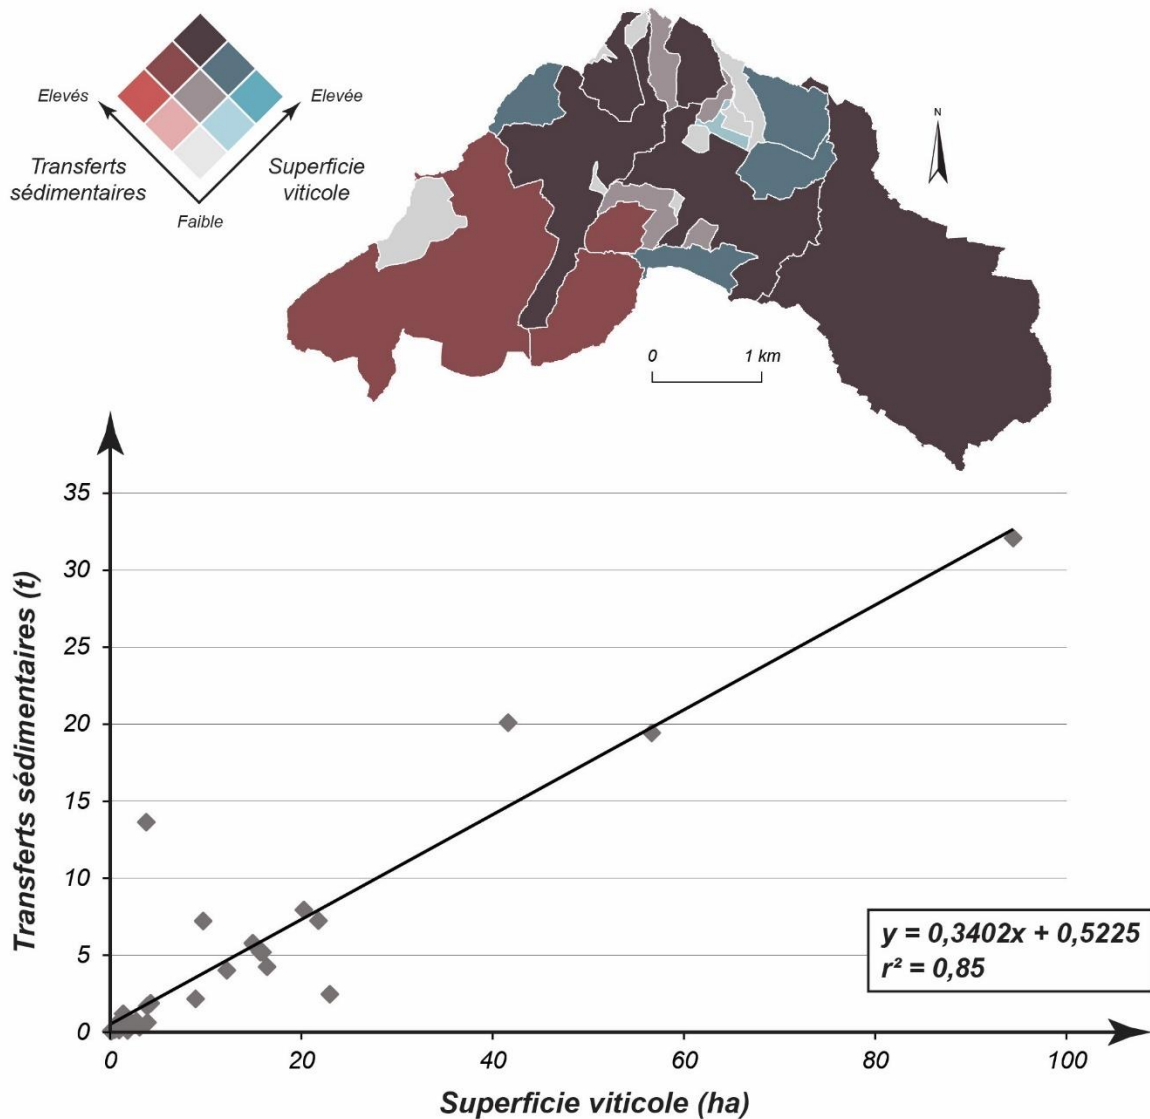 Elevés
Elevée
Transferts
sédimentaires
Superficie
viticole
Faible
N
0 1 km
35
30
25
20
15
10
5
0
Transferts sédimentaires (t)
y = 0,3402x + 0,5225
r² = 0,85
0 20 40 60 80 100
Superficie viticole (ha)